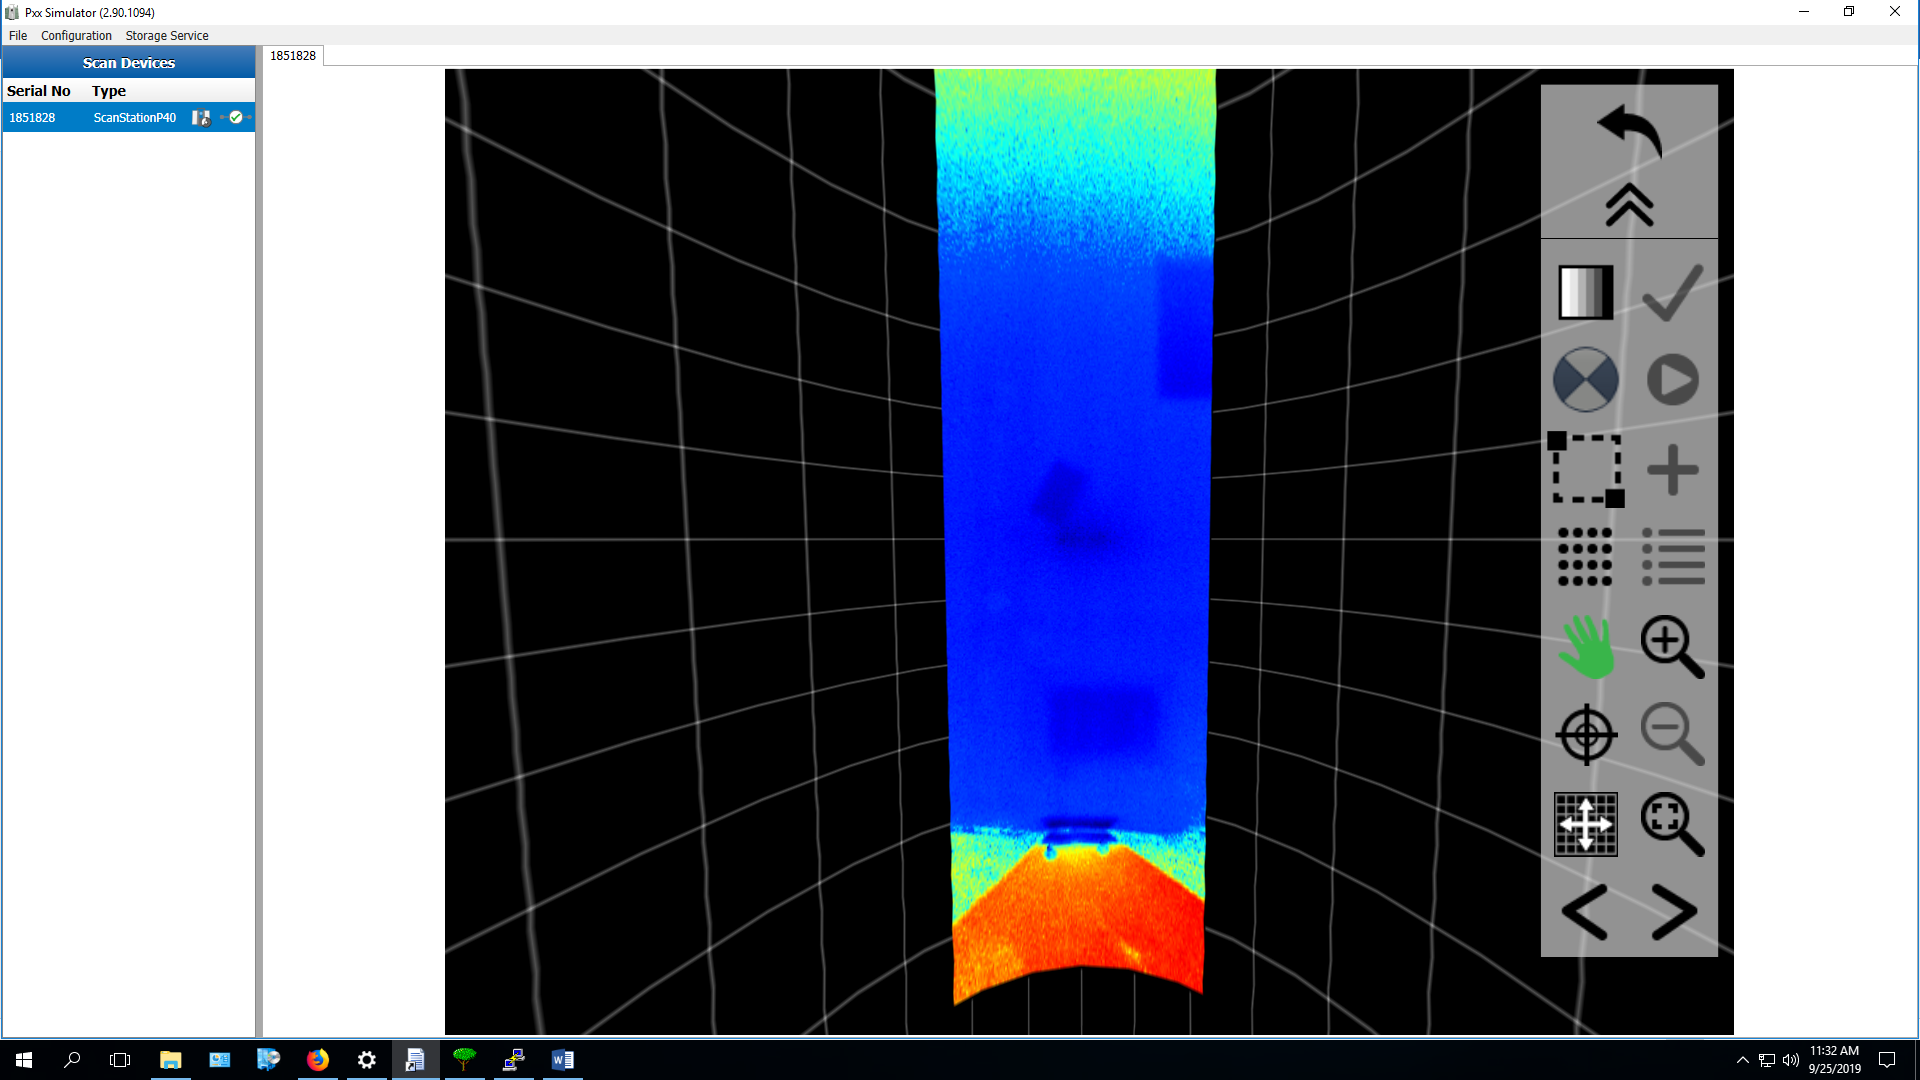 Pxx Simulator (2.90.1094)
File Configuration Storage Service
Scan Devices
1851828
Serial No Type
1851828 ScanStationP40
11:32 AM
9/25/2019